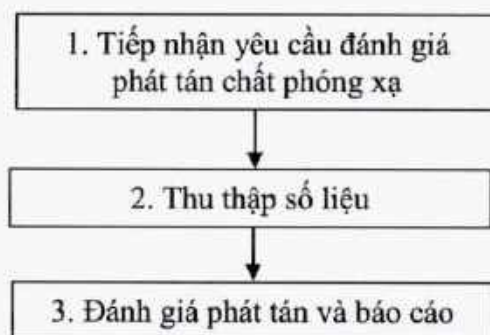 1. Tiếp nhận yêu cầu đánh giá
phát tán chất phóng xạ
2. Thu thập số liệu
3. Đánh giá phát tán và báo cáo